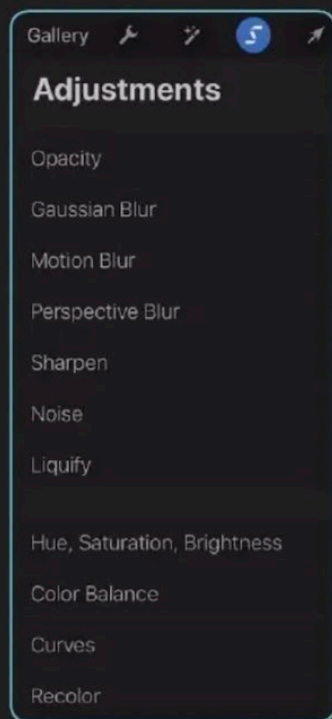 Gallery
Adjustments
Opacity
Gaussian Blur
Motion Blur
Perspective Blur
Sharpen
Noise
Liquify
Hue, Saturation, Brightness
Color Balance
Curves
Recolor